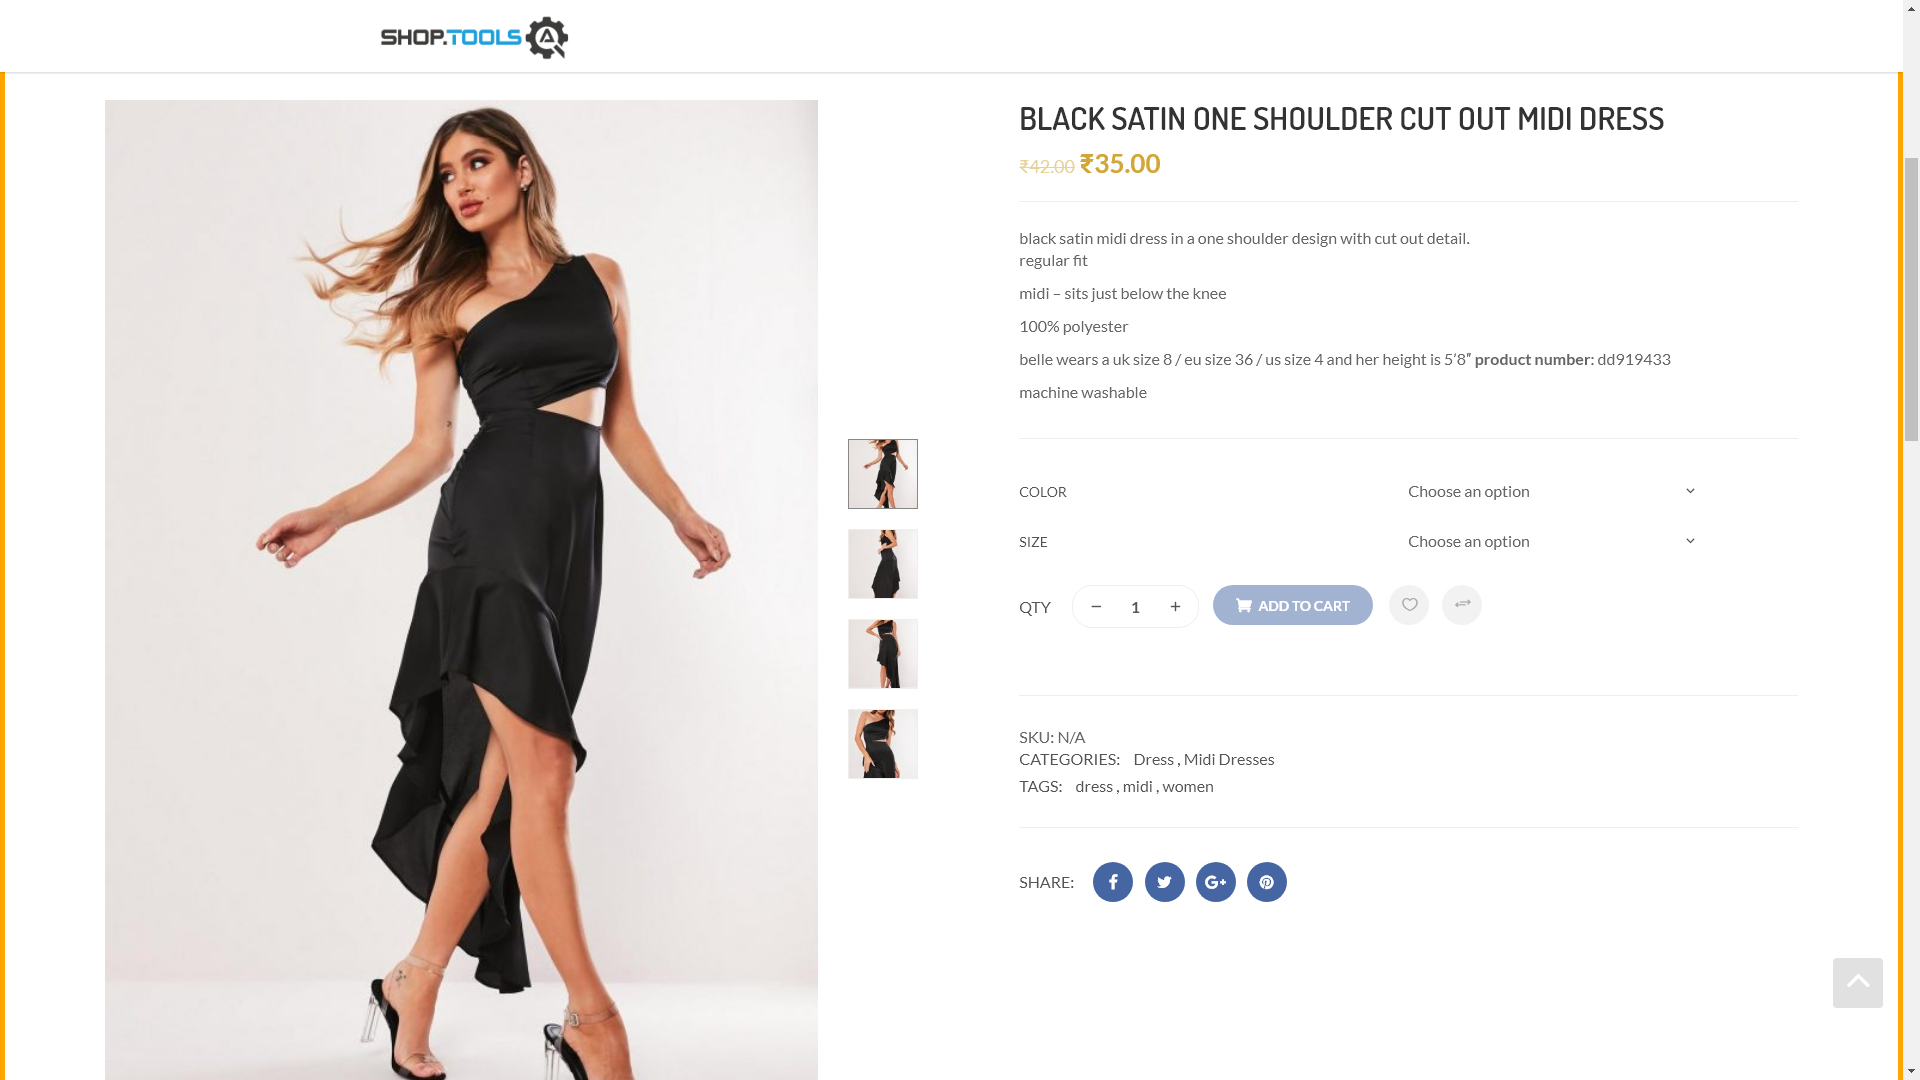 SHOP.TOOLS
BLACK SATIN ONE SHOULDER CUT OUT MIDI DRESS
₹42.00 ₹35.00
black satin midi dress in a one shoulder design with cut out detail.
regular fit
midi – sits just below the knee
100% polyester
belle wears a uk size 8 / eu size 36 / us size 4 and her height is 5’8” product number: dd919433
machine washable
COLOR Choose an option
SIZE Choose an option
QTY − 1 + ADD TO CART
SKU: N/A
CATEGORIES: Dress , Midi Dresses
TAGS: dress , midi , women
SHARE: